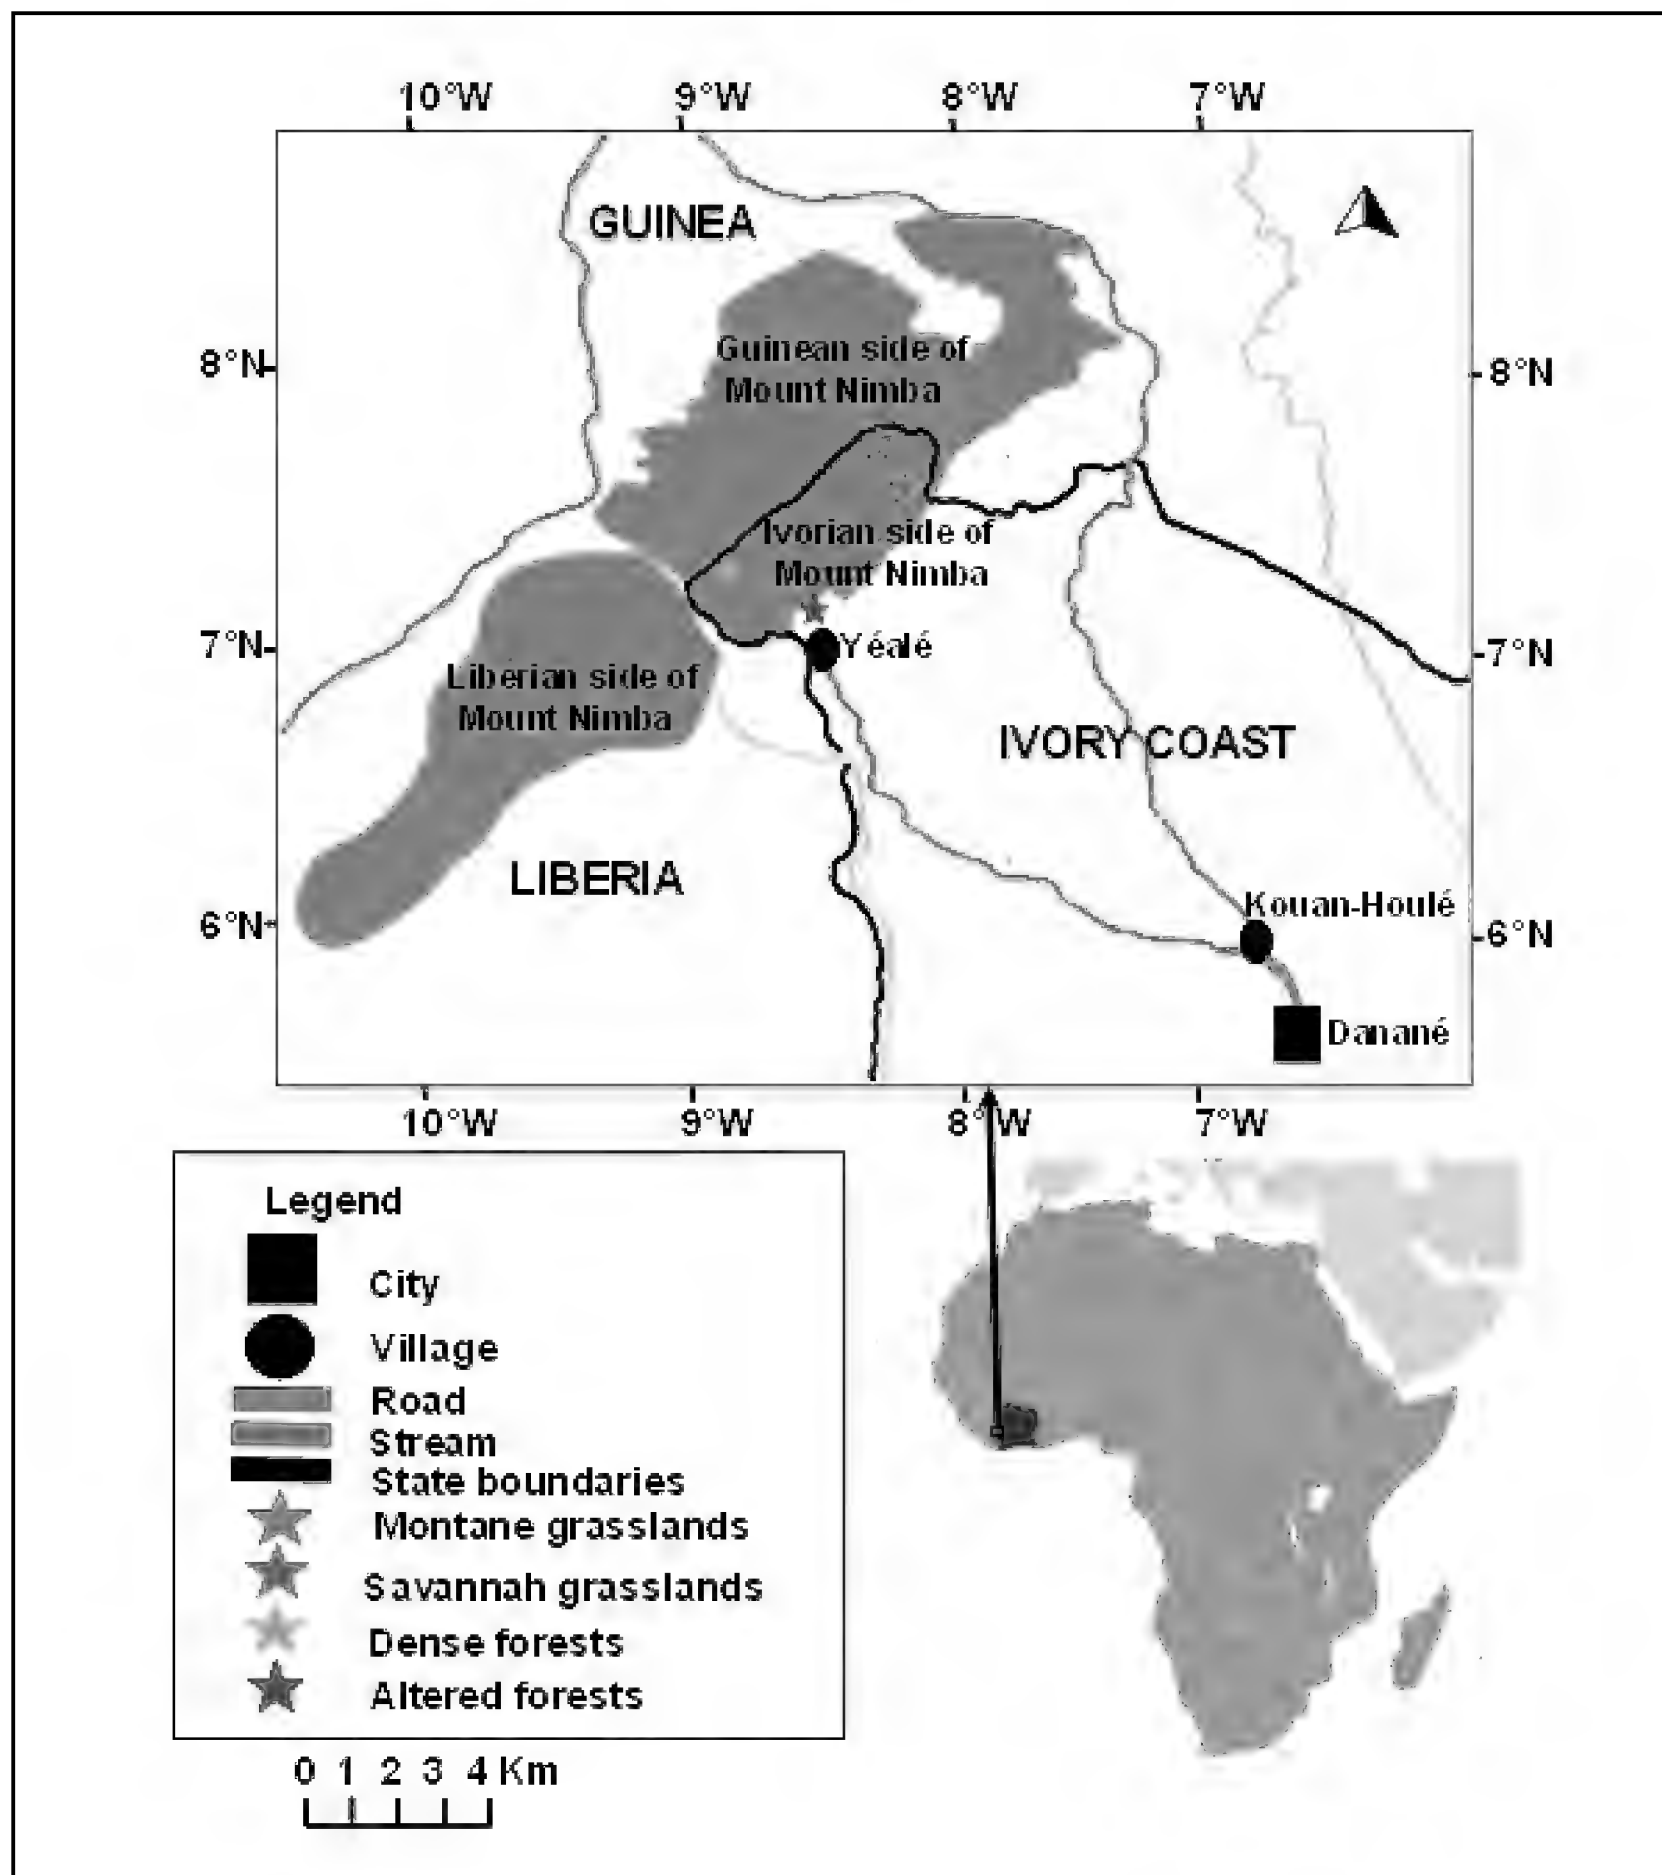 10°W 9°W 8°W 7°W
GUINEA
Guinean side of
Mount Nimba
8°N 8°N
Ivorian side of
Mount Nimba
Yéalé
7°N 7°N
Liberian side of
Mount Nimba
IVORY COAST
LIBERIA
Kouan-Houlé
6°N 6°N
Danané
10°W 9°W 8°W 7°W
Legend
City
Village
Road
Stream
State boundaries
Montane grasslands
Savannah grasslands
Dense forests
Altered forests
0 1 2 3 4 Km